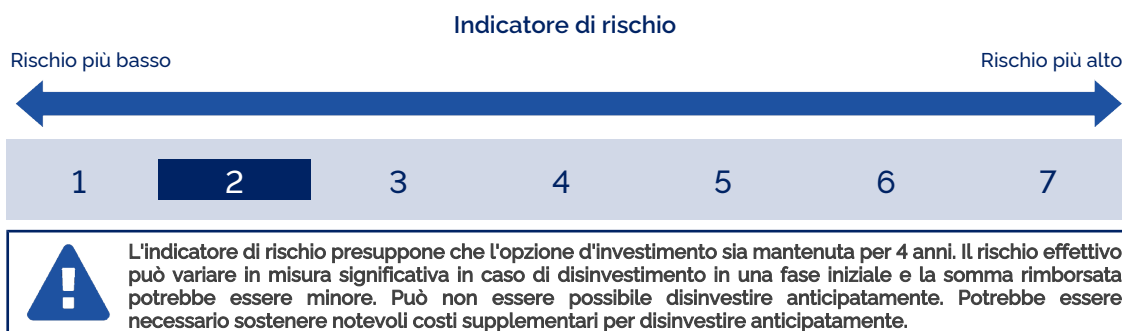 Indicatore di rischio
Rischio più basso
Rischio più alto
1 2 3 4 5 6 7
L'indicatore di rischio presuppone che l'opzione d'investimento sia mantenuta per 4 anni. Il rischio effettivo
può variare in misura significativa in caso di disinvestimento in una fase iniziale e la somma rimborsata
potrebbe essere minore. Può non essere possibile disinvestire anticipatamente. Potrebbe essere
necessario sostenere notevoli costi supplementari per disinvestire anticipatamente.